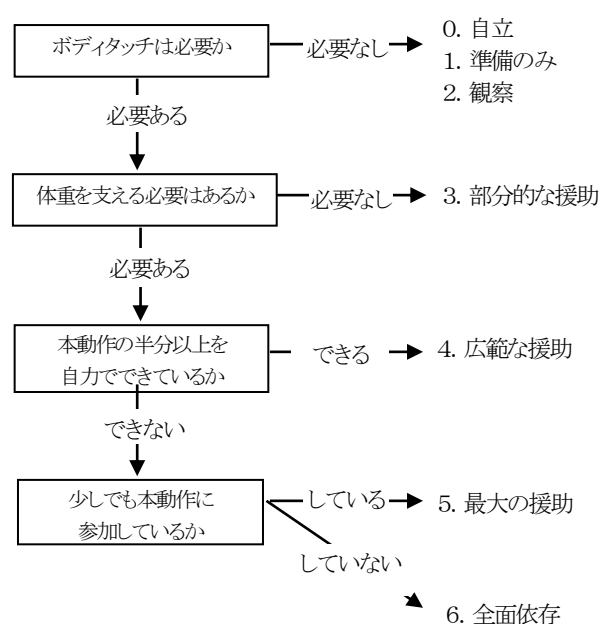 ボディタッチは必要か
必要なし
0. 自立
1. 準備のみ
2. 観察
必要ある
体重を支える必要はあるか
必要なし
3. 部分的な援助
必要ある
本動作の半分以上を
自力でできているか
できる
4. 広範な援助
できない
少しでも本動作に
参加しているか
している
5. 最大の援助
していない
6. 全面依存